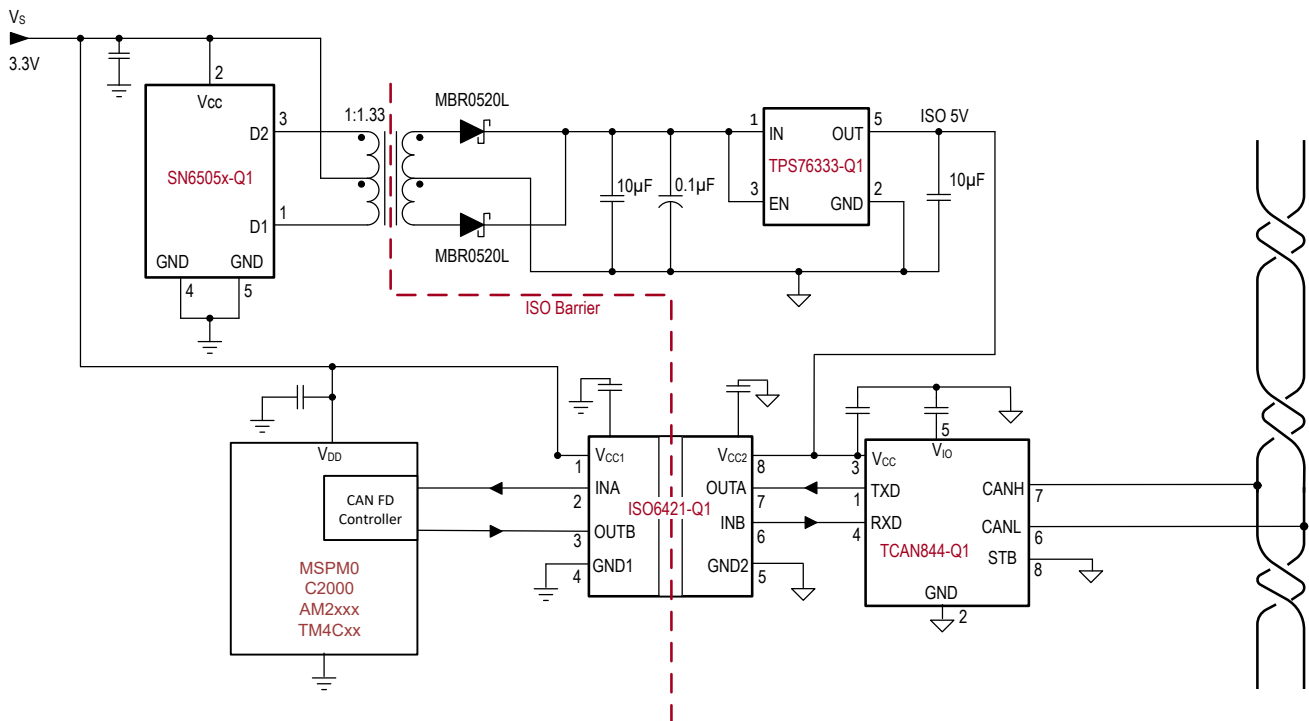 VS
3.3V
2
Vcc
3
D2
SN6505x-Q1
D1
1
GND
GND
4
5
1:1.33
MBR0520L
MBR0520L
10µF
0.1µF
1
IN
OUT
5
TPS76333-Q1
3
EN
GND
2
ISO 5V
10µF
ISO Barrier
VDD
CAN FD
Controller
MSPM0
C2000
AM2xxx
TM4Cxx
VCC1
1
INA
2
OUTB
3
GND1
4
ISO6421-Q1
VCC2
8
OUTA
7
INB
6
GND2
5
5
VIO
3
VCC
1
TXD
4
RXD
TCAN844-Q1
CANH
7
CANL
6
STB
8
GND
2